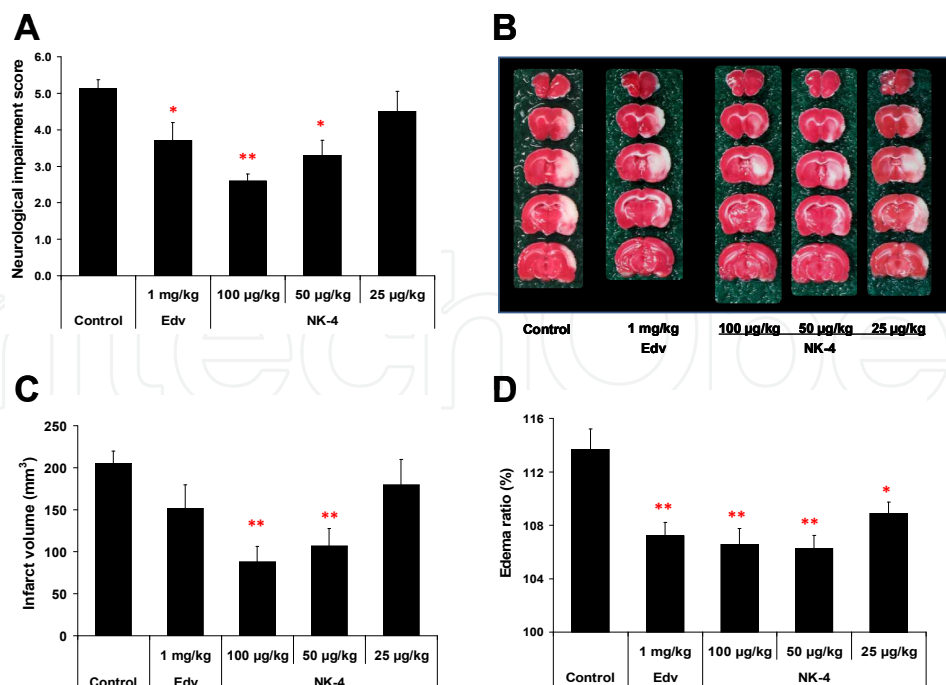 A
Neurological impairment score
6.0
5.0
4.0
3.0
2.0
1.0
0.0
* ** *
1 mg/kg 100 µg/kg 50 µg/kg 25 µg/kg
Control Edv NK-4
B
Control 1 mg/kg 100 µg/kg 50 µg/kg 25 µg/kg
Edv NK-4
C
Infarct volume (mm³)
250
200
150
100
50
0
** **
1 mg/kg 100 µg/kg 50 µg/kg 25 µg/kg
Control Edv NK-4
D
Edema ratio (%)
116
112
108
104
100
** ** ** *
1 mg/kg 100 µg/kg 50 µg/kg 25 µg/kg
Control Edv NK-4